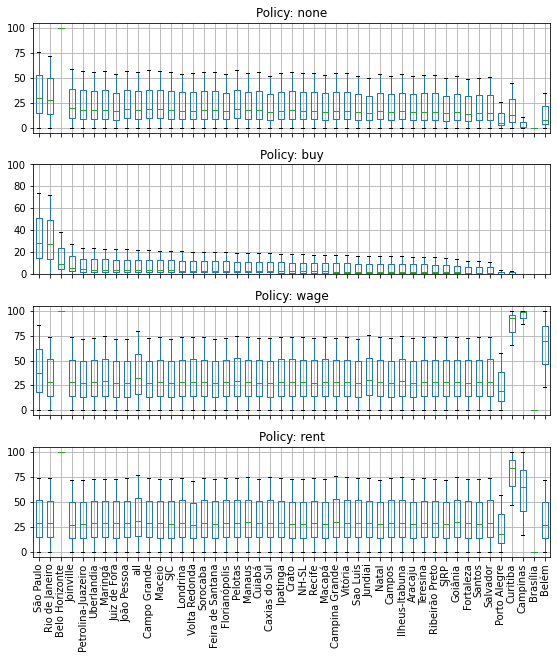 Policy: none
100
75
50
25
0
Policy: buy
100
80
60
40
20
0
Policy: wage
100
75
50
25
0
Policy: rent
100
75
50
25
0
São Paulo
Rio de Janeiro
Belo Horizonte
Joinville
Petrolina-Juazeiro
Uberlandia
Maringá
Juiz de Fora
João Pessoa
all
Campo Grande
Maceio
SJC
Londrina
Volta Redonda
Sorocaba
Feira de Santana
Florianópolis
Pelotas
Manaus
Cuiabá
Caxias do Sul
Ipatinga
Crato
NH-SL
Recife
Macapá
Campina Grande
Vitória
Sao Luis
Jundiai
Natal
Campos
Ilheus-Itabuna
Aracaju
Teresina
Ribeirão Preto
SJRP
Goiânia
Fortaleza
Santos
Salvador
Porto Alegre
Curitiba
Campinas
Brasilia
Belém